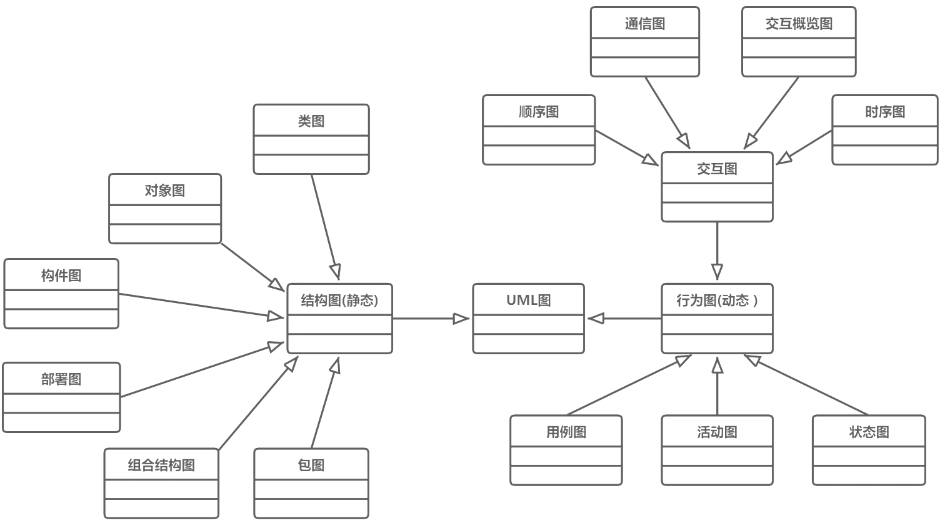 通信图
交互概览图
顺序图
时序图
类图
交互图
对象图
构件图
结构图(静态)
UML图
行为图(动态 )
部署图
用例图
活动图
状态图
组合结构图
包图